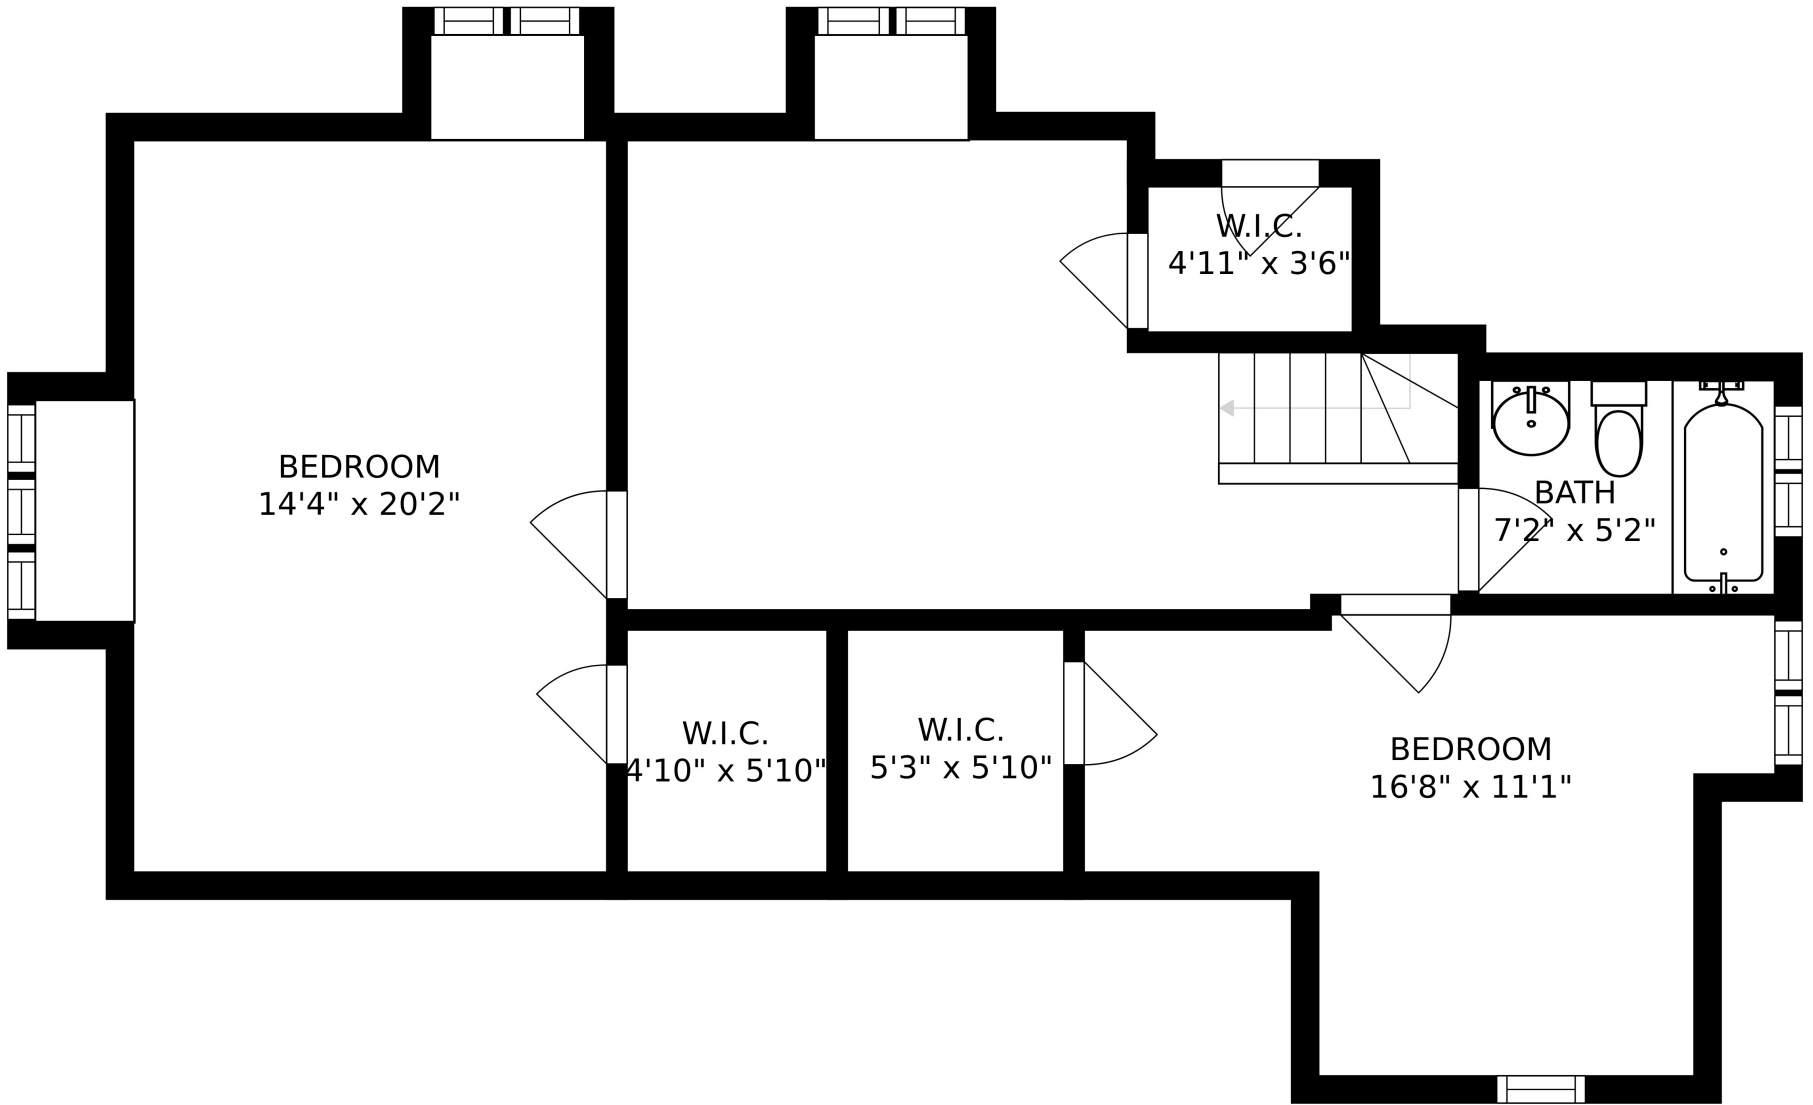 W.I.C.
4'11" x 3'6"
BEDROOM
14'4" x 20'2"
BATH
7'2" x 5'2"
W.I.C.
4'10" x 5'10"
W.I.C.
5'3" x 5'10"
BEDROOM
16'8" x 11'1"